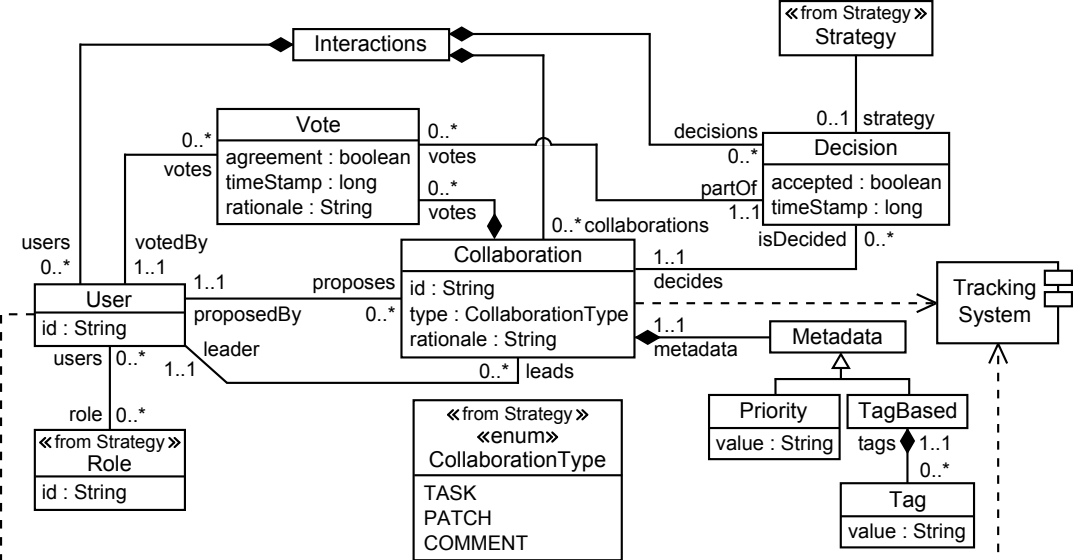 Interactions
«from Strategy»
Strategy
0..1 strategy
Vote
agreement : boolean
timeStamp : long
rationale : String
0..*
votes
0..*
votes
0..*
votes
decisions
0..*
Decision
accepted : boolean
timeStamp : long
partOf
1..1
isDecided
0..*
users
0..*
votedBy
1..1
0..* collaborations
Collaboration
id : String
type : CollaborationType
rationale : String
1..1
decides
User
id : String
1..1
proposedBy
proposes
0..*
Tracking
System
users
0..*
leader
1..1
0..* leads
1..1
metadata
Metadata
role
0..*
«from Strategy»
Role
id : String
«from Strategy»
«enum»
CollaborationType
TASK
PATCH
COMMENT
Priority
value : String
TagBased
tags
1..1
0..*
Tag
value : String